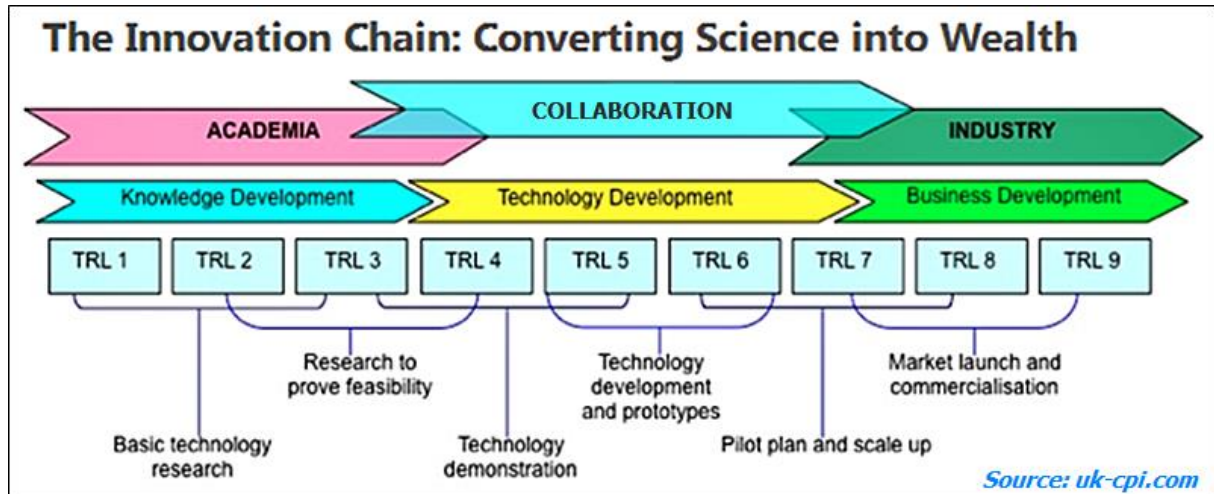 The Innovation Chain: Converting Science into Wealth
COLLABORATION
ACADEMIA
INDUSTRY
Knowledge Development
Technology Development
Business Development
TRL 1
TRL 2
TRL 3
TRL 4
TRL 5
TRL 6
TRL 7
TRL 8
TRL 9
Research to
prove feasibility
Technology
development
and prototypes
Market launch and
commercialisation
Basic technology
research
Technology
demonstration
Pilot plan and scale up
Source: uk-cpi.com